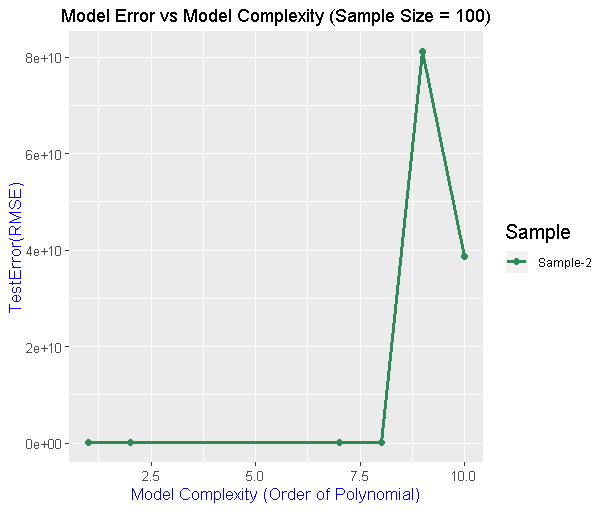 Model Error vs Model Complexity (Sample Size = 100)
TestError(RMSE)
8e+10
6e+10
4e+10
2e+10
0e+00
2.5 5.0 7.5 10.0
Model Complexity (Order of Polynomial)
Sample
Sample-2